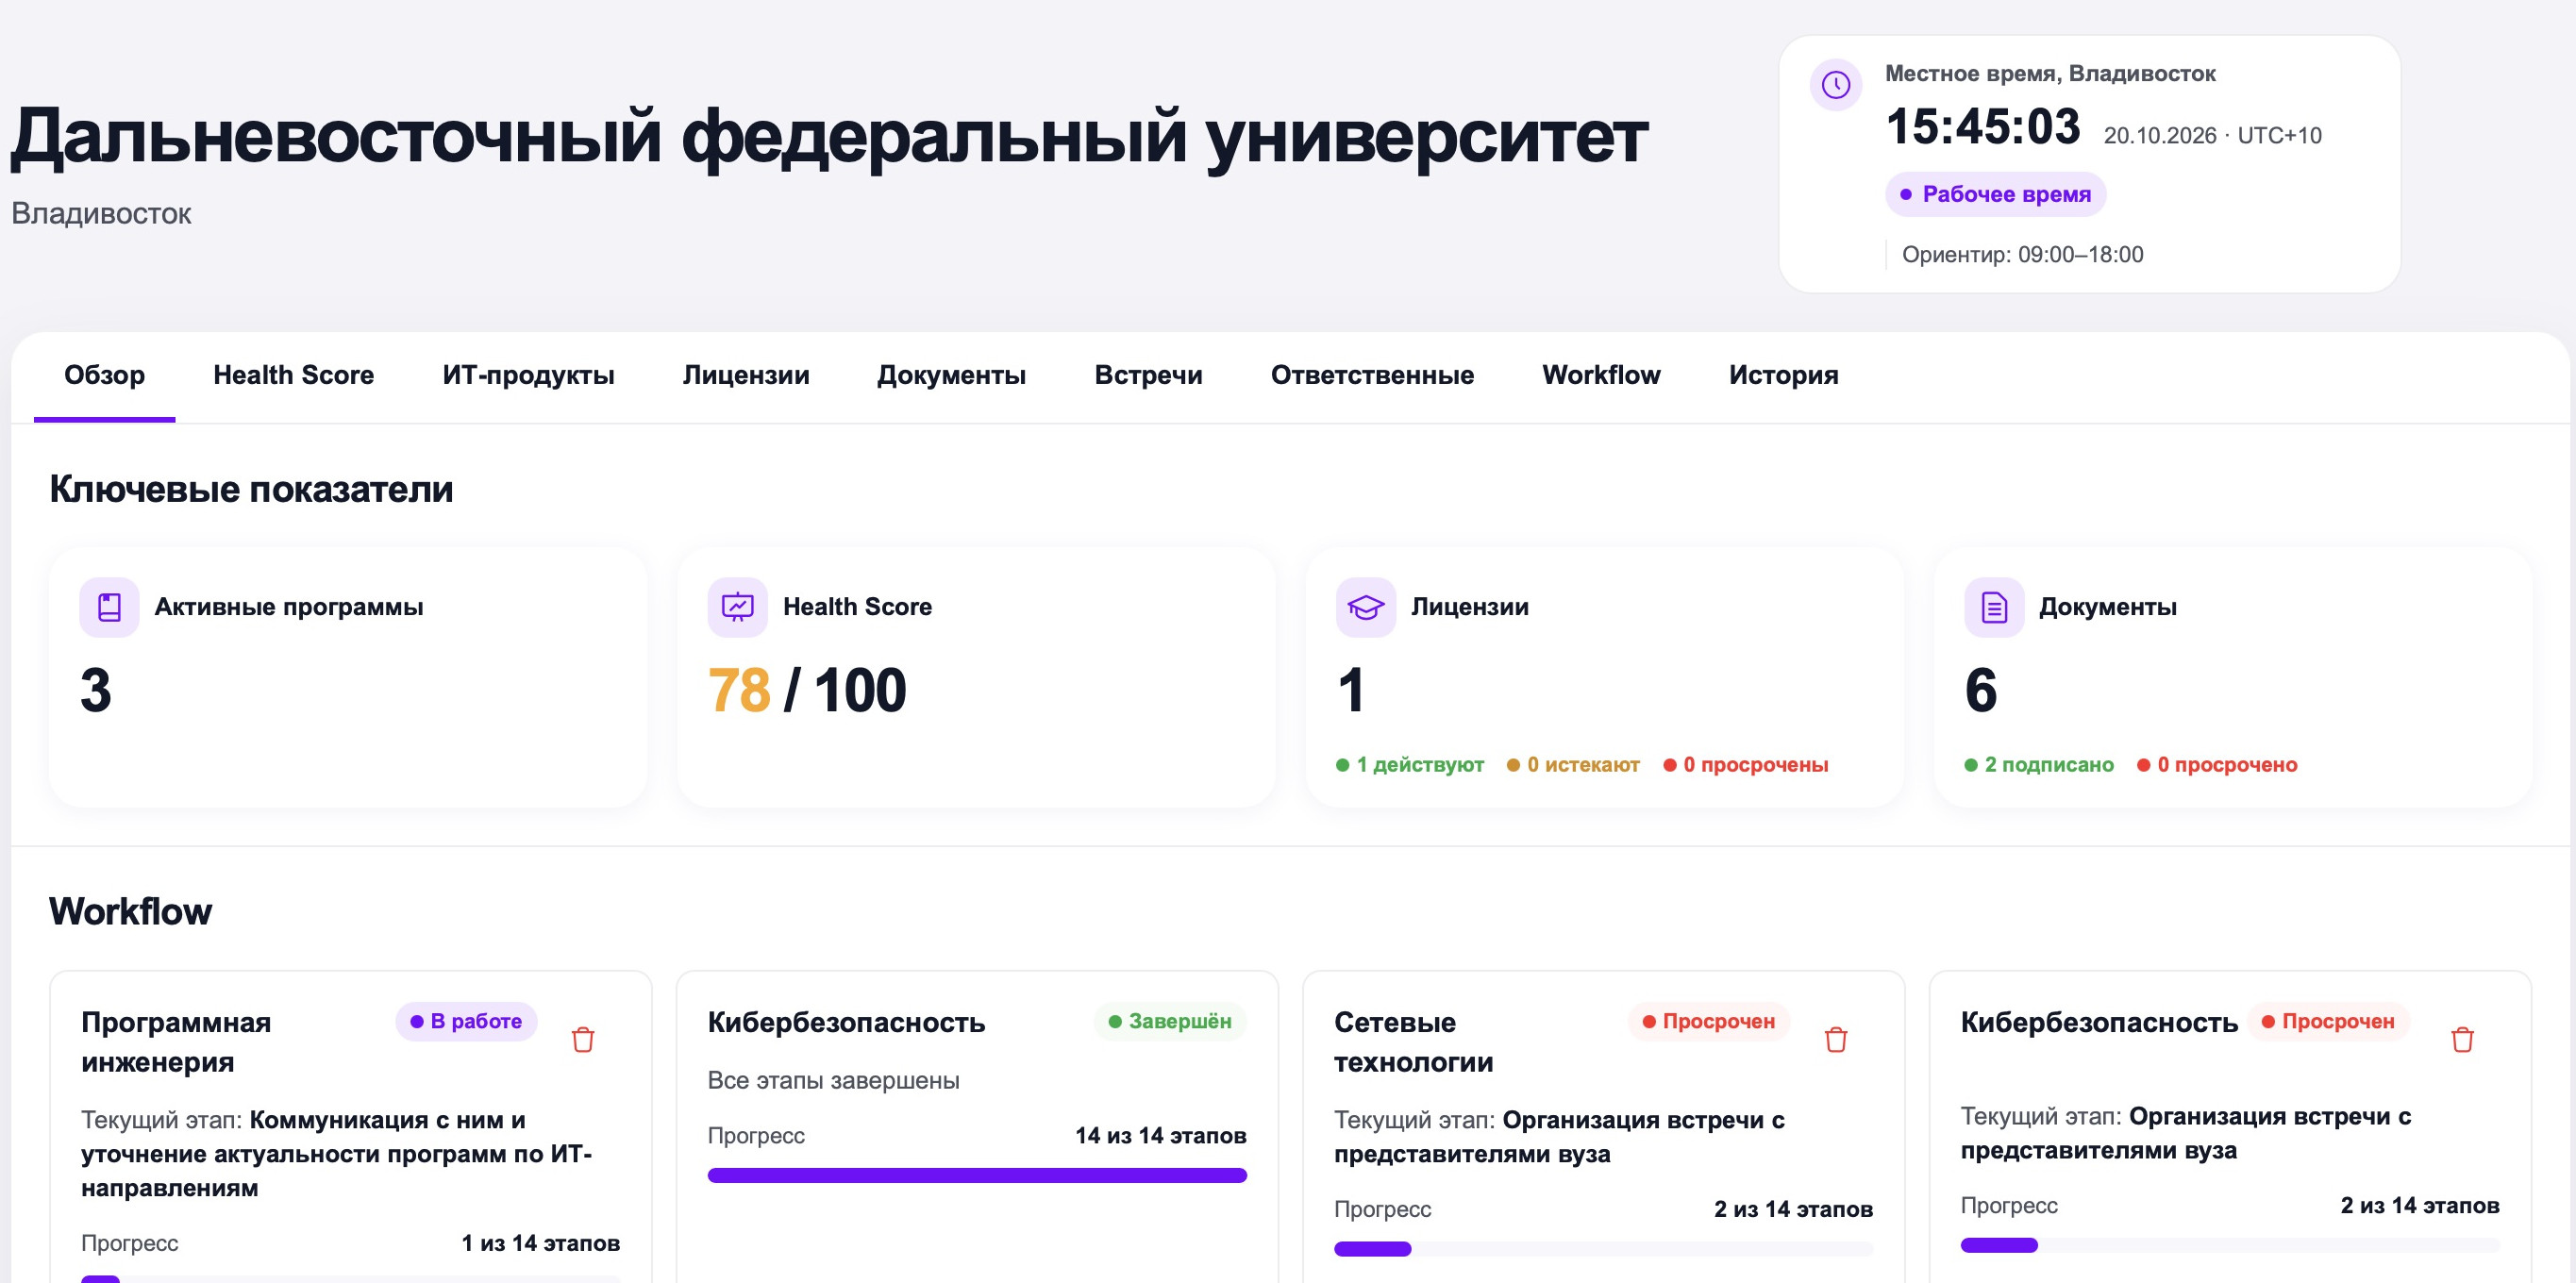 Дальневосточный федеральный университет
Владивосток
Местное время, Владивосток
15:45:03 20.10.2026 · UTC+10
Рабочее время
Ориентир: 09:00–18:00
Обзор Health Score ИТ-продукты Лицензии Документы Встречи Ответственные Workflow История
Ключевые показатели
Активные программы
3
Health Score
78 / 100
Лицензии
1
1 действуют 0 истекают 0 просрочены
Документы
6
2 подписано 0 просрочено
Workflow
Программная
инженерия
В работе
Текущий этап: Коммуникация с ним и
уточнение актуальности программ по ИТ-
направлениям
Прогресс 1 из 14 этапов
Кибербезопасность
Завершён
Все этапы завершены
Прогресс 14 из 14 этапов
Сетевые
технологии
Просрочен
Текущий этап: Организация встречи с
представителями вуза
Прогресс 2 из 14 этапов
Кибербезопасность
Просрочен
Текущий этап: Организация встречи с
представителями вуза
Прогресс 2 из 14 этапов